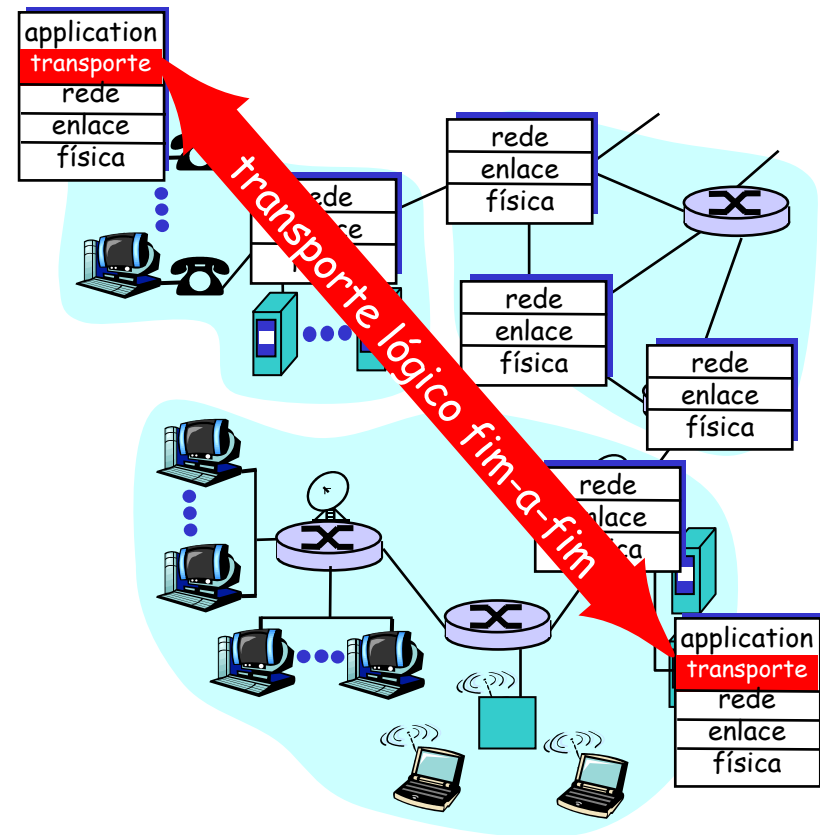 application
transporte
rede
enlace
física
rede
enlace
física
rede
enlace
física
rede
enlace
física
transporte lógico fim-a-fim
rede
application
transporte
rede
enlace
física